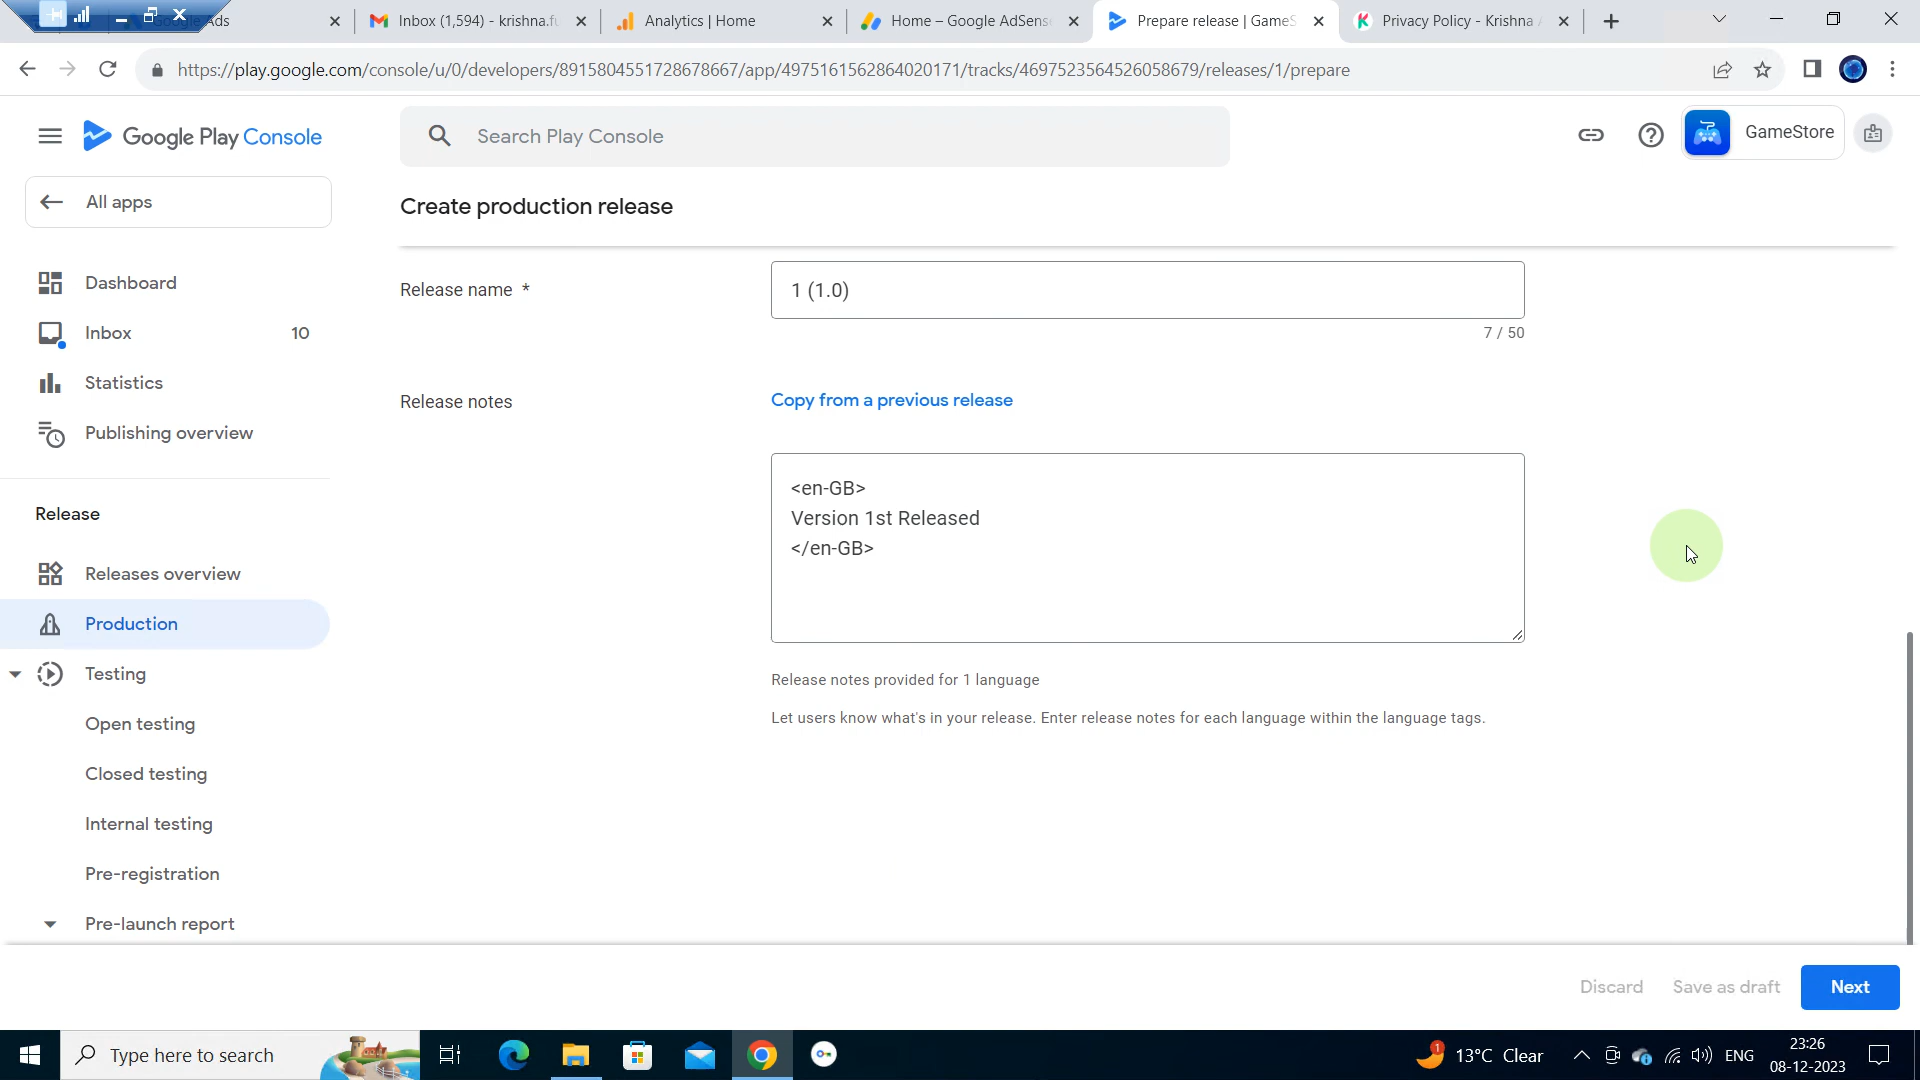 Ads
Inbox (1,594) - krishna.fu
Analytics | Home
Home – Google AdSense
Prepare release | GameS
Privacy Policy - Krishna A
https://play.google.com/console/u/0/developers/8915804551728678667/app/4975161562864020171/tracks/4697523564526058679/releases/1/prepare
Google Play Console
Search Play Console
GameStore
All apps
Create production release
Dashboard
Inbox 10
Statistics
Publishing overview
Release
Releases overview
Production
Testing
Open testing
Closed testing
Internal testing
Pre-registration
Pre-launch report
Release name *
1 (1.0)
7 / 50
Release notes
Copy from a previous release
<en-GB>
Version 1st Released
</en-GB>
Release notes provided for 1 language
Let users know what's in your release. Enter release notes for each language within the language tags.
Discard
Save as draft
Next
Type here to search
1
13°C Clear
ENG
23:26
08-12-2023